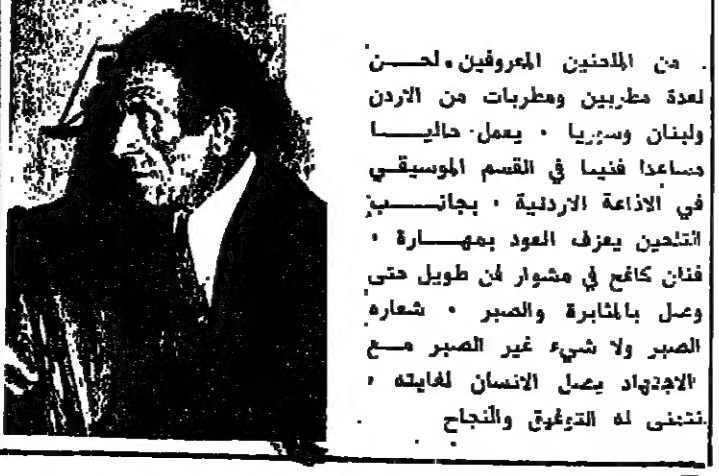 من الملحنين المعروفين . لحـــن
لعدة مطربين ومطربات من الاردن
ولبنان وسوريا . يعمل حاليـــا
مساعدا فنيا في القسم الموسيقـي
في الاذاعة الاردنية . بجانـــب
التلحين يعزف العود بمهـــارة .
فنان كافح في مشوار فن طويل حتى
وصل بالمثابرة والصبر . شعاره
الصبر ولا شيء غير الصبر مـــع
الاجتهاد يصل الانسان لغايته .
نتمنى له التوفيق والنجاح